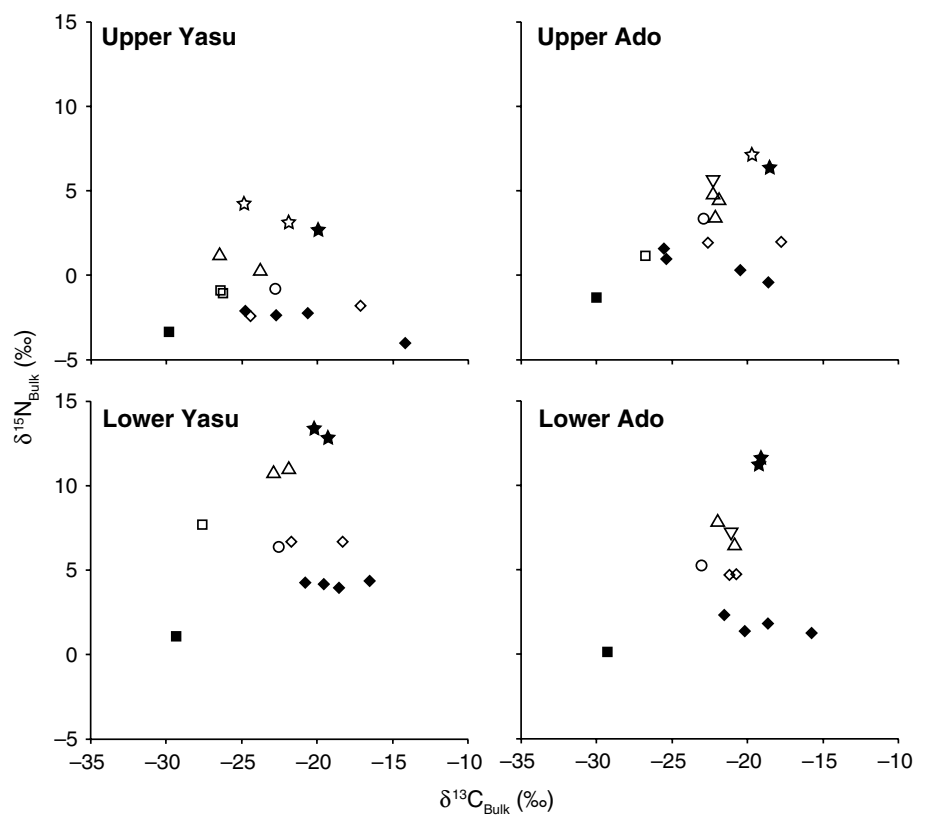 Upper Yasu
Upper Ado
15
10
5
0
–5
Lower Yasu
Lower Ado
15
10
5
0
–5
δ15NBulk (‰)
–35 –30 –25 –20 –15 –10
–35 –30 –25 –20 –15 –10
δ13CBulk (‰)